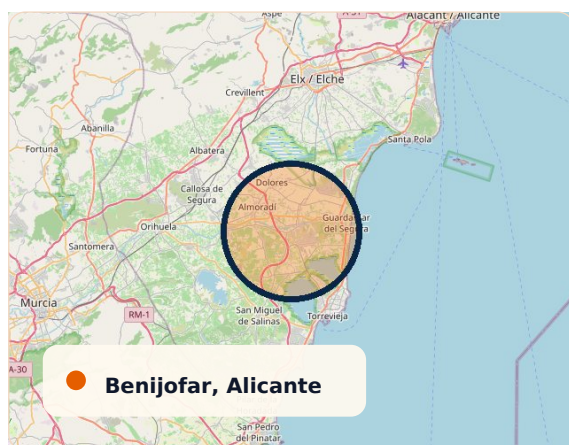 Aspe
A-31
Alacant / Alicante
Elx / Elche
Crevillent
Abanilla
Fortuna
Albatera
Santa Pola
Callosa de
Segura
Dolores
Almoradí
Guardamar
del Segura
Orihuela
Santomera
Murcia
RM-1
San Miguel
de Salinas
Torrevieja
A-30
Benijofar, Alicante
San Pedro
del Pinatar